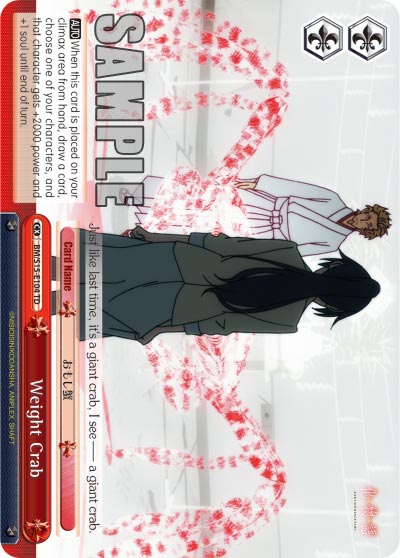 Just like last time, it's a giant crab, I see —— a giant crab.
SAMPLE
AUTO When this card is placed on your
climax area from hand, draw a card,
choose one of your characters, and
that character gets +2000 power and
+1 soul until end of turn.
Card Name
おもし蟹
Weight Crab
CX BM/S15-E104 TD
©NISIOISIN/KODANSHA, ANIPLEX, SHAFT